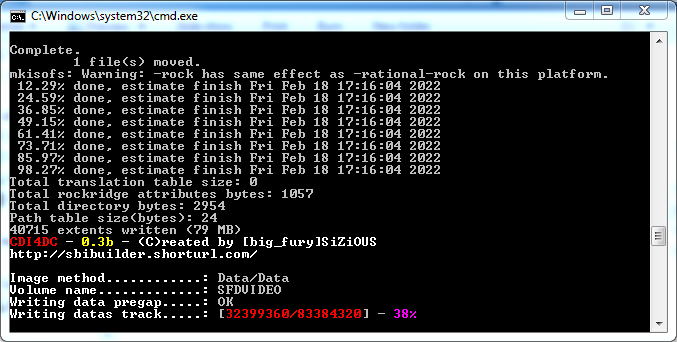 C:\Windows\system32\cmd.exe
Complete.
1 file(s) moved.
mkisofs: Warning: -rock has same effect as -rational-rock on this platform.
12.29% done, estimate finish Fri Feb 18 17:16:04 2022
24.59% done, estimate finish Fri Feb 18 17:16:04 2022
36.85% done, estimate finish Fri Feb 18 17:16:04 2022
49.15% done, estimate finish Fri Feb 18 17:16:04 2022
61.41% done, estimate finish Fri Feb 18 17:16:04 2022
73.71% done, estimate finish Fri Feb 18 17:16:04 2022
85.97% done, estimate finish Fri Feb 18 17:16:04 2022
98.27% done, estimate finish Fri Feb 18 17:16:04 2022
Total translation table size: 0
Total rockridge attributes bytes: 1057
Total directory bytes: 2954
Path table size(bytes): 24
40715 extents written (79 MB)
CDI4DC - 0.3b - (C)reated by [big_fury]SiZiOUS
http://sbibuilder.shorturl.com/
Image method............: Data/Data
Volume name.............: SFDVIDEO
Writing data pregap.....: OK
Writing datas track.....: [32399360/83384320] - 38%